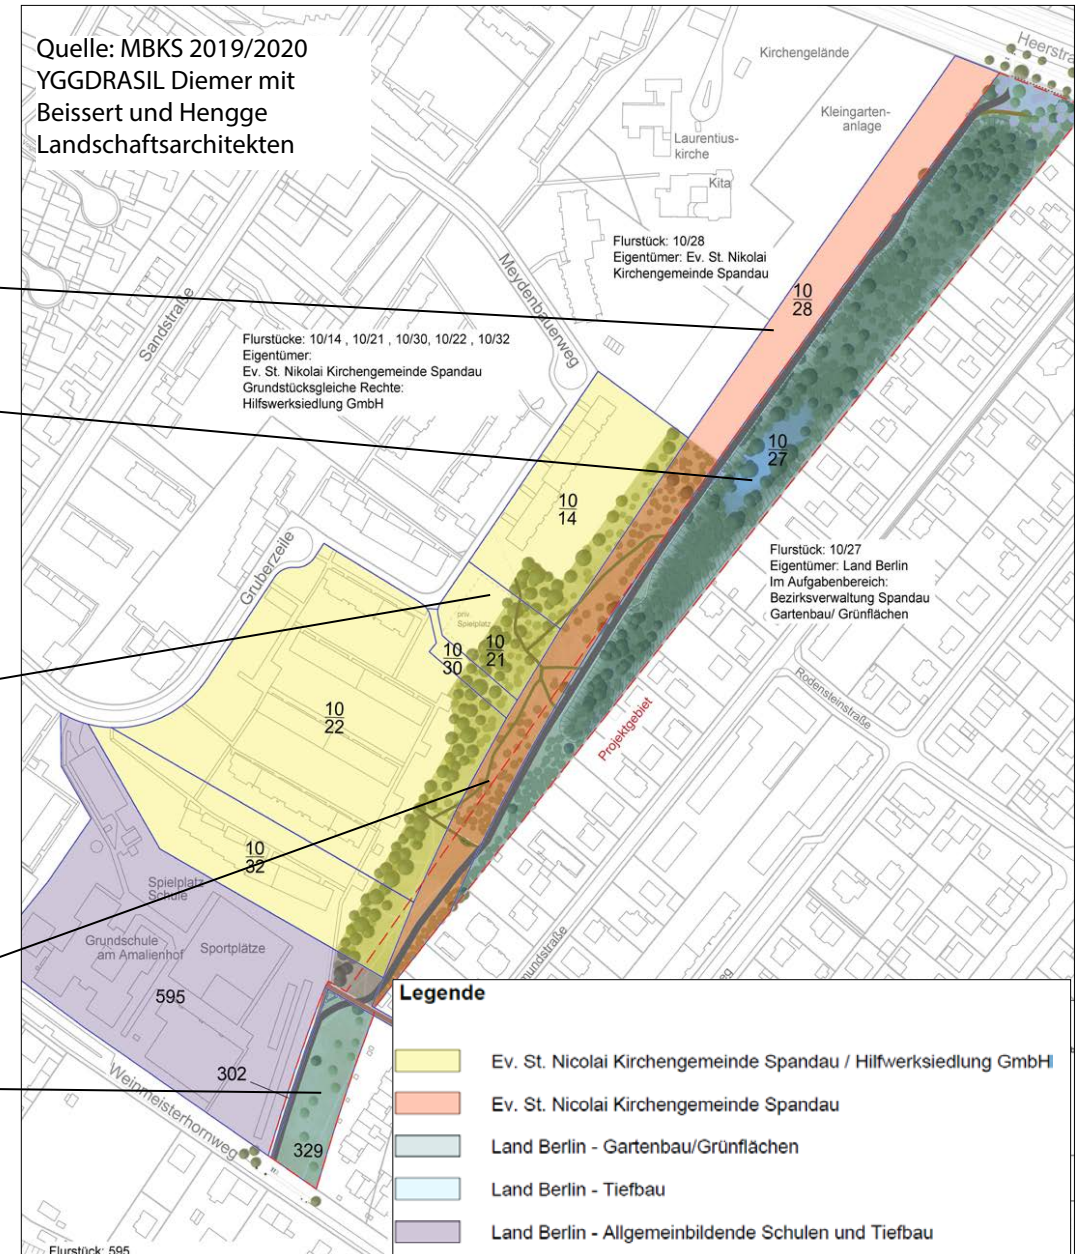 Quelle: MBKS 2019/2020
YGGDRASIL Diemer mit
Beissert und Hengge
Landschaftsarchitekten
Heerstra
Kirchengelände
Kleingarten-
anlage
Laurentius-
kirche
Kita
Flurstück: 10/28
Eigentümer: Ev. St. Nikolai
Kirchengemeinde Spandau
Meydenbauerweg
Sandstraße
10
28
Flurstücke: 10/14 , 10/21 , 10/30, 10/22 , 10/32
Eigentümer:
Ev. St. Nikolai Kirchengemeinde Spandau
Grundstücksgleiche Rechte:
Hilfswerksiedlung GmbH
10
27
10
14
Gruberzeile
Flurstück: 10/27
Eigentümer: Land Berlin
Im Aufgabenbereich:
Bezirksverwaltung Spandau
Gartenbau/ Grünflächen
priv.
Spielplatz
10
21
10
30
Rodensteinstraße
10
22
Projektgebiet
10
32
Spielplatz
Schule
Grundschule
am Amalienhof
Sportplätze
mundstraße
595
302
Weinmeisterhornweg
329
Flurstück: 595
Legende
Ev. St. Nicolai Kirchengemeinde Spandau / Hilfwerksiedlung GmbH
Ev. St. Nicolai Kirchengemeinde Spandau
Land Berlin - Gartenbau/Grünflächen
Land Berlin - Tiefbau
Land Berlin - Allgemeinbildende Schulen und Tiefbau